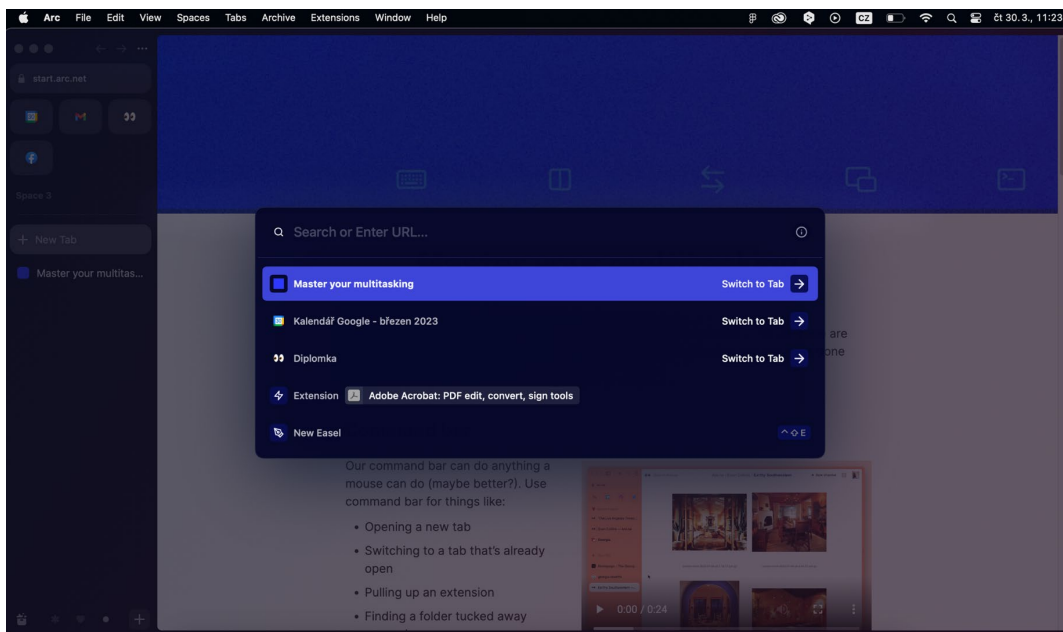 Arc File Edit View Spaces Tabs Archive Extensions Window Help CZ čt 30.3., 11:23
start.arc.net
Space 3
+ New Tab
Master your multitas...
Search or Enter URL...
Master your multitasking Switch to Tab
Kalendář Google - březen 2023 Switch to Tab
Diplomka Switch to Tab
Extension Adobe Acrobat: PDF edit, convert, sign tools
New Easel ^⇧E
are
one
Our command bar can do anything a
mouse can do (maybe better?). Use
command bar for things like:
• Opening a new tab
• Switching to a tab that's already
open
• Pulling up an extension
• Finding a folder tucked away
0:00 / 0:24